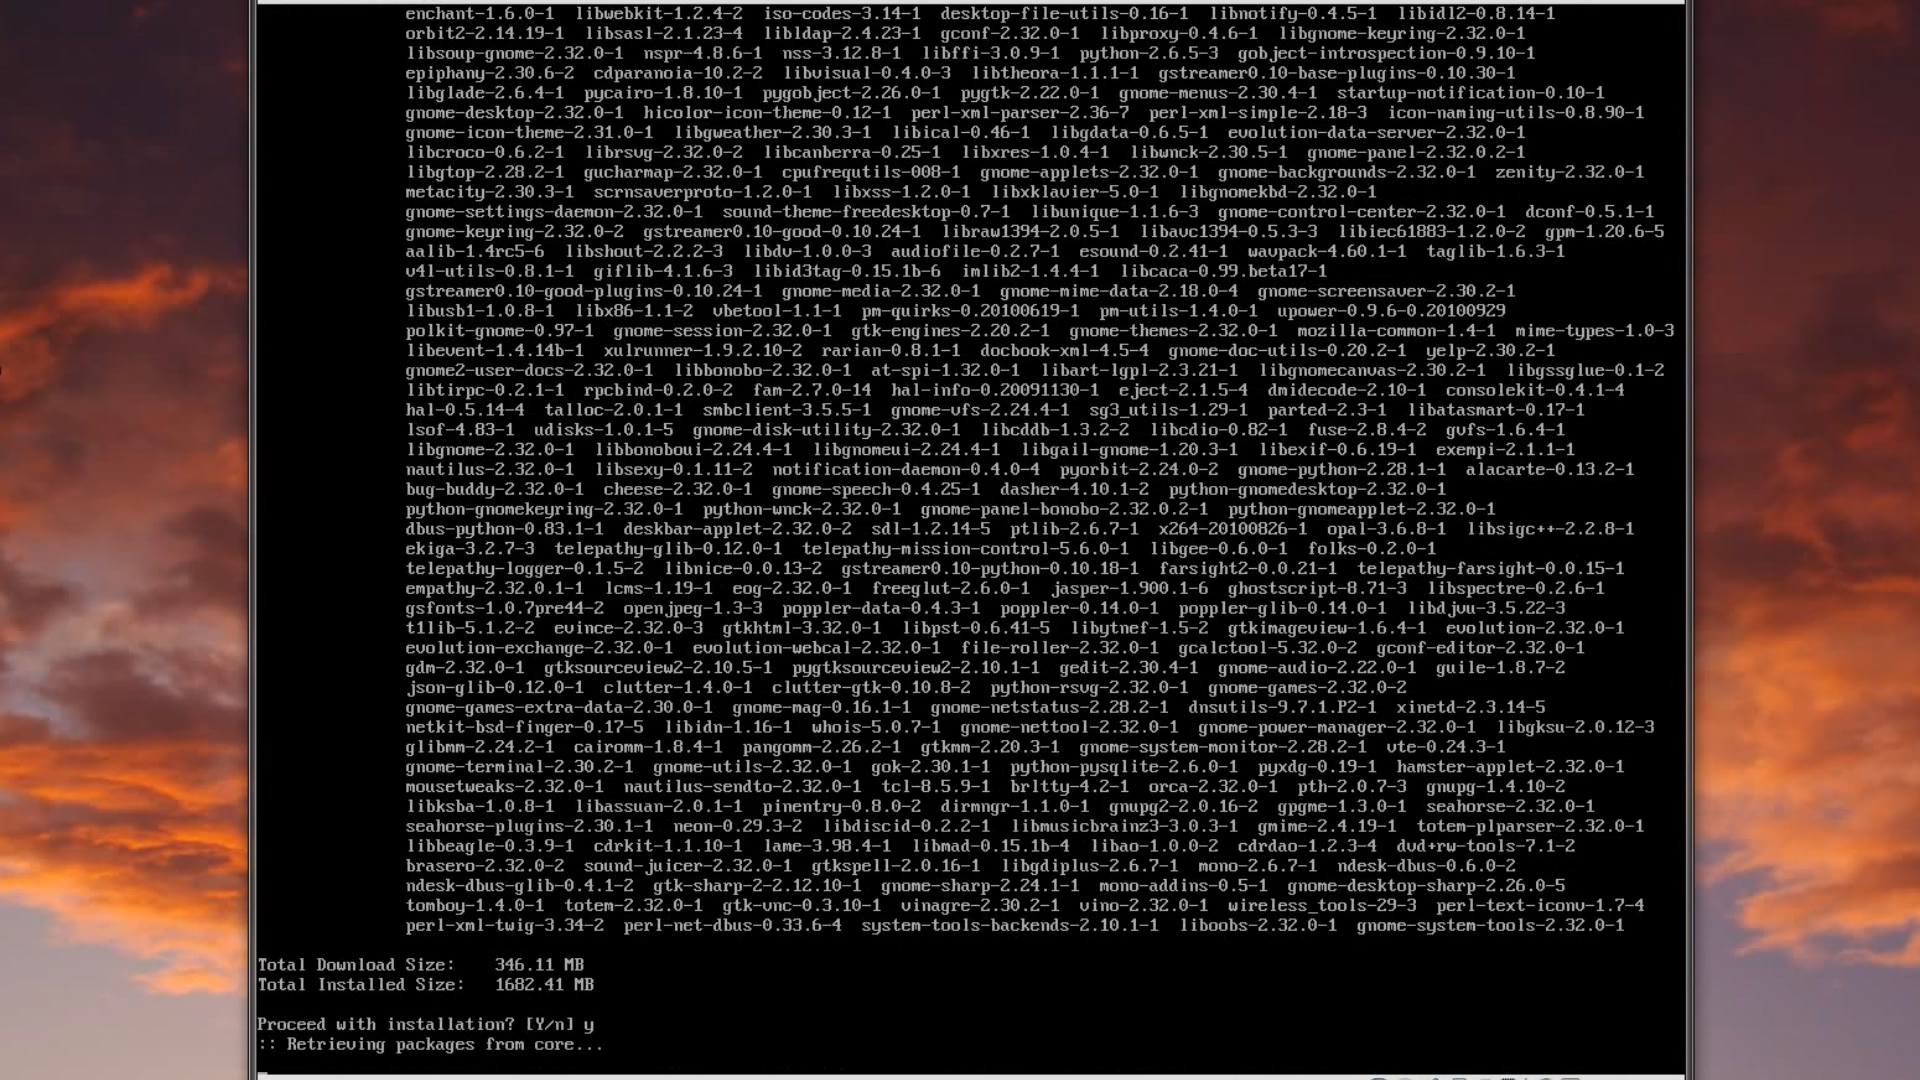 enchant-1.6.0-1 libwebkit-1.2.4-2 iso-codes-3.14-1 desktop-file-utils-0.16-1 libnotify-0.4.5-1 libidl2-0.8.14-1
orbit2-2.14.19-1 libsasl-2.1.23-4 libldap-2.4.23-1 gconf-2.32.0-1 libproxy-0.4.6-1 libgnome-keyring-2.32.0-1
libsoup-gnome-2.32.0-1 nspr-4.8.6-1 nss-3.12.8-1 libffi-3.0.9-1 python-2.6.5-3 gobject-introspection-0.9.10-1
epiphany-2.30.6-2 cdparanoia-10.2-2 libvisual-0.4.0-3 libtheora-1.1.1-1 gstreamer0.10-base-plugins-0.10.30-1
libglade-2.6.4-1 pycairo-1.8.10-1 pygobject-2.26.0-1 pygtk-2.22.0-1 gnome-menus-2.30.4-1 startup-notification-0.10-1
gnome-desktop-2.32.0-1 hicolor-icon-theme-0.12-1 perl-xml-parser-2.36-7 perl-xml-simple-2.18-3 icon-naming-utils-0.8.90-1
gnome-icon-theme-2.31.0-1 libgweather-2.30.3-1 libical-0.46-1 libgdata-0.6.5-1 evolution-data-server-2.32.0-1
libcroco-0.6.2-1 librsvg-2.32.0-2 libcanberra-0.25-1 libxres-1.0.4-1 libwnck-2.30.5-1 gnome-panel-2.32.0.2-1
libgtop-2.28.2-1 gucharmap-2.32.0-1 cpufrequtils-008-1 gnome-applets-2.32.0-1 gnome-backgrounds-2.32.0-1 zenity-2.32.0-1
metacity-2.30.3-1 scrnsaverproto-1.2.0-1 libxss-1.2.0-1 libxklavier-5.0-1 libgnomekbd-2.32.0-1
gnome-settings-daemon-2.32.0-1 sound-theme-freedesktop-0.7-1 libunique-1.1.6-3 gnome-control-center-2.32.0-1 dconf-0.5.1-1
gnome-keyring-2.32.0-2 gstreamer0.10-good-0.10.24-1 libraw1394-2.0.5-1 libavc1394-0.5.3-3 libiec61883-1.2.0-2 gpm-1.20.6-5
aalib-1.4rc5-6 libshout-2.2.2-3 libdv-1.0.0-3 audiofile-0.2.7-1 esound-0.2.41-1 wavpack-4.60.1-1 taglib-1.6.3-1
v4l-utils-0.8.1-1 giflib-4.1.6-3 libid3tag-0.15.1b-6 imlib2-1.4.4-1 libcaca-0.99.beta17-1
gstreamer0.10-good-plugins-0.10.24-1 gnome-media-2.32.0-1 gnome-mime-data-2.18.0-4 gnome-screensaver-2.30.2-1
libusb1-1.0.8-1 libx86-1.1-2 vbetool-1.1-1 pm-quirks-0.20100619-1 pm-utils-1.4.0-1 upower-0.9.6-0.20100929
polkit-gnome-0.97-1 gnome-session-2.32.0-1 gtk-engines-2.20.2-1 gnome-themes-2.32.0-1 mozilla-common-1.4-1 mime-types-1.0-3
libevent-1.4.14b-1 xulrunner-1.9.2.10-2 rarian-0.8.1-1 docbook-xml-4.5-4 gnome-doc-utils-0.20.2-1 yelp-2.30.2-1
gnome2-user-docs-2.32.0-1 libbonobo-2.32.0-1 at-spi-1.32.0-1 libart-lgpl-2.3.21-1 libgnomecanvas-2.30.2-1 libgssglue-0.1-2
libtirpc-0.2.1-1 rpcbind-0.2.0-2 fam-2.7.0-14 hal-info-0.20091130-1 eject-2.1.5-4 dmidecode-2.10-1 consolekit-0.4.1-4
hal-0.5.14-4 talloc-2.0.1-1 smbclient-3.5.5-1 gnome-vfs-2.24.4-1 sg3_utils-1.29-1 parted-2.3-1 libatasmart-0.17-1
lsof-4.83-1 udisks-1.0.1-5 gnome-disk-utility-2.32.0-1 libcddb-1.3.2-2 libcdio-0.82-1 fuse-2.8.4-2 gvfs-1.6.4-1
libgnome-2.32.0-1 libbonoboui-2.24.4-1 libgnomeui-2.24.4-1 libgail-gnome-1.20.3-1 libexif-0.6.19-1 exempi-2.1.1-1
nautilus-2.32.0-1 libsexy-0.1.11-2 notification-daemon-0.4.0-4 pyorbit-2.24.0-2 gnome-python-2.28.1-1 alacarte-0.13.2-1
bug-buddy-2.32.0-1 cheese-2.32.0-1 gnome-speech-0.4.25-1 dasher-4.10.1-2 python-gnomedesktop-2.32.0-1
python-gnomekeyring-2.32.0-1 python-wnck-2.32.0-1 gnome-panel-bonobo-2.32.0.2-1 python-gnomeapplet-2.32.0-1
dbus-python-0.83.1-1 deskbar-applet-2.32.0-2 sdl-1.2.14-5 ptlib-2.6.7-1 x264-20100826-1 opal-3.6.8-1 libsigc++-2.2.8-1
ekiga-3.2.7-3 telepathy-glib-0.12.0-1 telepathy-mission-control-5.6.0-1 libgee-0.6.0-1 folks-0.2.0-1
telepathy-logger-0.1.5-2 libnice-0.0.13-2 gstreamer0.10-python-0.10.18-1 farsight2-0.0.21-1 telepathy-farsight-0.0.15-1
empathy-2.32.0.1-1 lcms-1.19-1 eog-2.32.0-1 freeglut-2.6.0-1 jasper-1.900.1-6 ghostscript-8.71-3 libspectre-0.2.6-1
gsfonts-1.0.7pre44-2 openjpeg-1.3-3 poppler-data-0.4.3-1 poppler-0.14.0-1 poppler-glib-0.14.0-1 libdjvu-3.5.22-3
t1lib-5.1.2-2 evince-2.32.0-3 gtkhtml-3.32.0-1 libpst-0.6.41-5 libytnef-1.5-2 gtkimageview-1.6.4-1 evolution-2.32.0-1
evolution-exchange-2.32.0-1 evolution-webcal-2.32.0-1 file-roller-2.32.0-1 gcalctool-5.32.0-2 gconf-editor-2.32.0-1
gdm-2.32.0-1 gtksourceview2-2.10.5-1 pygtksourceview2-2.10.1-1 gedit-2.30.4-1 gnome-audio-2.22.0-1 guile-1.8.7-2
json-glib-0.12.0-1 clutter-1.4.0-1 clutter-gtk-0.10.8-2 python-rsvg-2.32.0-1 gnome-games-2.32.0-2
gnome-games-extra-data-2.30.0-1 gnome-mag-0.16.1-1 gnome-netstatus-2.28.2-1 dnsutils-9.7.1.P2-1 xinetd-2.3.14-5
netkit-bsd-finger-0.17-5 libidn-1.16-1 whois-5.0.7-1 gnome-nettool-2.32.0-1 gnome-power-manager-2.32.0-1 libgksu-2.0.12-3
glibmm-2.24.2-1 cairomm-1.8.4-1 pangomm-2.26.2-1 gtkmm-2.20.3-1 gnome-system-monitor-2.28.2-1 vte-0.24.3-1
gnome-terminal-2.30.2-1 gnome-utils-2.32.0-1 gok-2.30.1-1 python-pysqlite-2.6.0-1 pyxdg-0.19-1 hamster-applet-2.32.0-1
mousetweaks-2.32.0-1 nautilus-sendto-2.32.0-1 tcl-8.5.9-1 brltty-4.2-1 orca-2.32.0-1 pth-2.0.7-3 gnupg-1.4.10-2
libksba-1.0.8-1 libassuan-2.0.1-1 pinentry-0.8.0-2 dirmngr-1.1.0-1 gnupg2-2.0.16-2 gpgme-1.3.0-1 seahorse-2.32.0-1
seahorse-plugins-2.30.1-1 neon-0.29.3-2 libdiscid-0.2.2-1 libmusicbrainz3-3.0.3-1 gmime-2.4.19-1 totem-plparser-2.32.0-1
libbeagle-0.3.9-1 cdrkit-1.1.10-1 lame-3.98.4-1 libmad-0.15.1b-4 libao-1.0.0-2 cdrdao-1.2.3-4 dvd+rw-tools-7.1-2
brasero-2.32.0-2 sound-juicer-2.32.0-1 gtkspell-2.0.16-1 libgdiplus-2.6.7-1 mono-2.6.7-1 ndesk-dbus-0.6.0-2
ndesk-dbus-glib-0.4.1-2 gtk-sharp-2-2.12.10-1 gnome-sharp-2.24.1-1 mono-addins-0.5-1 gnome-desktop-sharp-2.26.0-5
tomboy-1.4.0-1 totem-2.32.0-1 gtk-vnc-0.3.10-1 vinagre-2.30.2-1 vino-2.32.0-1 wireless_tools-29-3 perl-text-iconv-1.7-4
perl-xml-twig-3.34-2 perl-net-dbus-0.33.6-4 system-tools-backends-2.10.1-1 liboobs-2.32.0-1 gnome-system-tools-2.32.0-1
Total Download Size: 346.11 MB
Total Installed Size: 1682.41 MB
Proceed with installation? [Y/n] y
:: Retrieving packages from core...